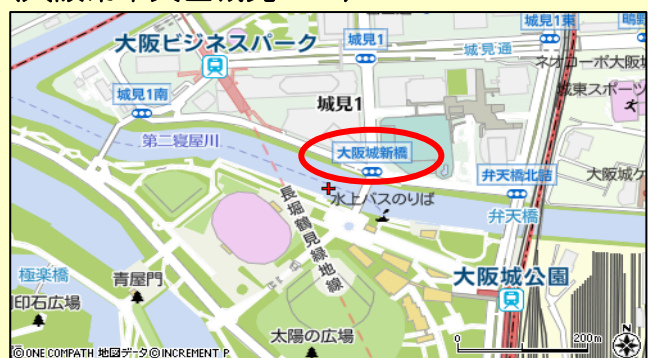 城見1
城見1東
鴫野
大阪ビジネスパーク
城見通
ネオコーポ大阪城
城見1南
城見1
城東スポーツ
第二寝屋川
大阪城新橋
弁天橋北詰
大阪城ケ
水上バスのりば
弁天橋
長堀鶴見緑地線
極楽橋
青屋門
大阪城公園
印石広場
太陽の広場
0 200m
©ONE COMPATH 地図データ©INCREMENT P